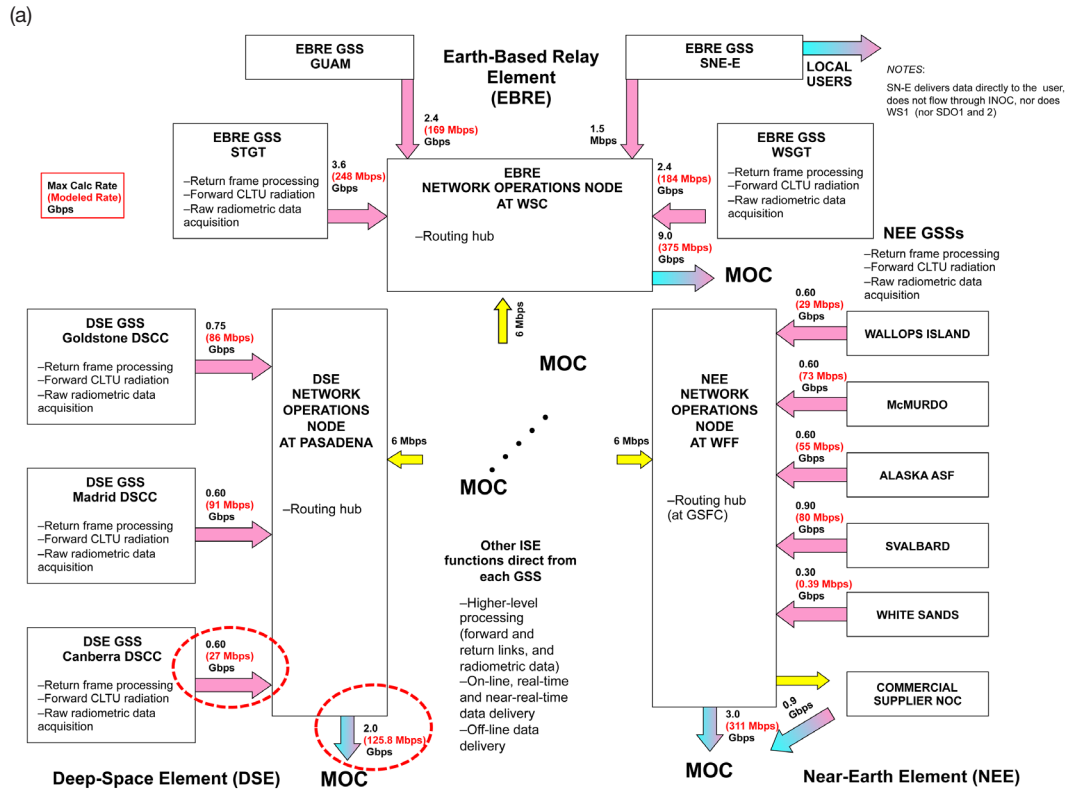 (a)
EBRE GSS
GUAM
Earth-Based Relay
Element
(EBRE)
EBRE GSS
SNE-E
LOCAL
USERS
NOTES:
SN-E delivers data directly to the user,
does not flow through INOC, nor does
WS1 (nor SDO1 and 2)
2.4
(169 Mbps)
Gbps
1.5
Mbps
Max Calc Rate
(Modeled Rate)
Gbps
EBRE GSS
STGT
–Return frame processing
–Forward CLTU radiation
–Raw radiometric data
acquisition
3.6
(248 Mbps)
Gbps
EBRE
NETWORK OPERATIONS NODE
AT WSC
–Routing hub
2.4
(184 Mbps)
Gbps
EBRE GSS
WSGT
–Return frame processing
–Forward CLTU radiation
–Raw radiometric data
acquisition
9.0
(375 Mbps)
Gbps
MOC
NEE GSSs
–Return frame processing
–Forward CLTU radiation
–Raw radiometric data
acquisition
DSE GSS
Goldstone DSCC
–Return frame processing
–Forward CLTU radiation
–Raw radiometric data
acquisition
0.75
(86 Mbps)
Gbps
DSE GSS
Madrid DSCC
–Return frame processing
–Forward CLTU radiation
–Raw radiometric data
acquisition
0.60
(91 Mbps)
Gbps
DSE GSS
Canberra DSCC
–Return frame processing
–Forward CLTU radiation
–Raw radiometric data
acquisition
0.60
(27 Mbps)
Gbps
DSE
NETWORK
OPERATIONS
NODE
AT PASADENA
–Routing hub
2.0
(125.8 Mbps)
Gbps
MOC
Deep-Space Element (DSE)
6 Mbps
MOC
6 Mbps
6 Mbps
MOC
Other ISE
functions direct from
each GSS
–Higher-level
processing
(forward and
return links, and
radiometric data)
–On-line, real-time
and near-real-time
data delivery
–Off-line data
delivery
NEE
NETWORK
OPERATIONS
NODE
AT WFF
–Routing hub
(at GSFC)
0.60
(29 Mbps)
Gbps
WALLOPS ISLAND
0.60
(73 Mbps)
Gbps
McMURDO
0.60
(55 Mbps)
Gbps
ALASKA ASF
0.90
(80 Mbps)
Gbps
SVALBARD
0.30
(0.39 Mbps)
Gbps
WHITE SANDS
COMMERCIAL
SUPPLIER NOC
0.9
Gbps
3.0
(311 Mbps)
Gbps
MOC
Near-Earth Element (NEE)